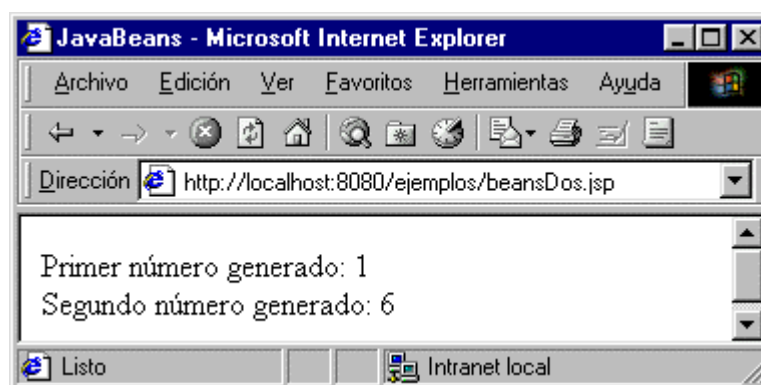 JavaBeans - Microsoft Internet Explorer
Archivo Edición Ver Favoritos Herramientas Ayuda
Dirección http://localhost:8080/ejemplos/beansDos.jsp
Primer número generado: 1
Segundo número generado: 6
Listo Intranet local